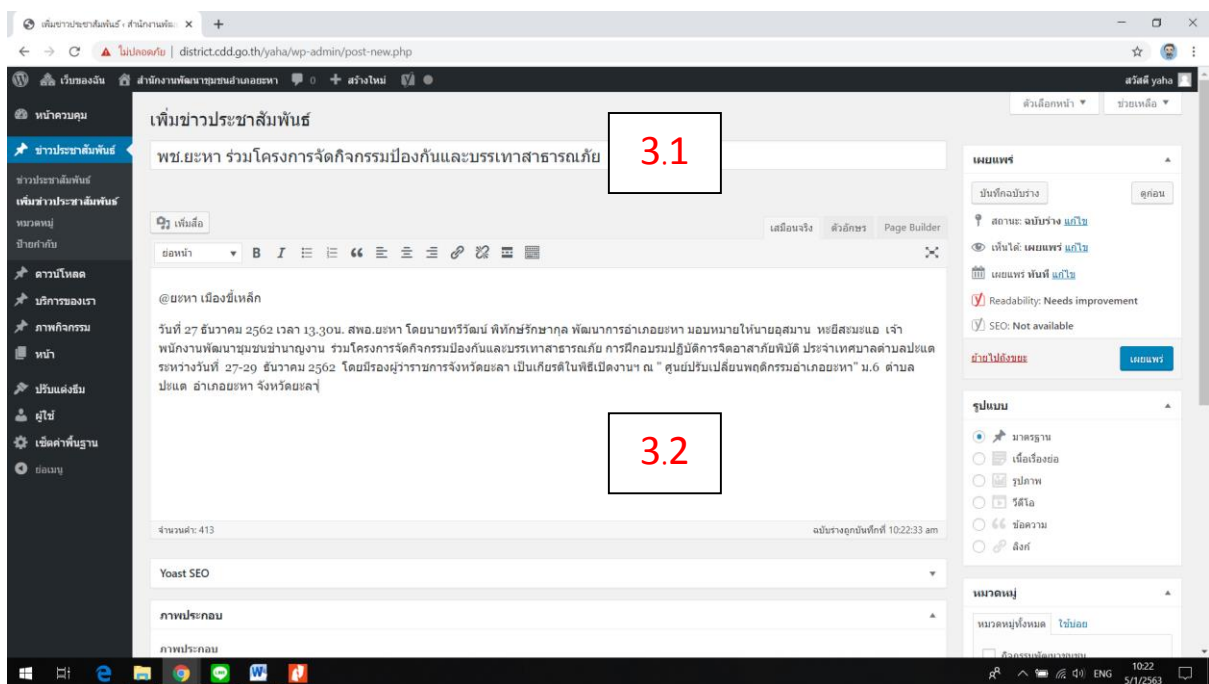 เพิ่มข่าวประชาสัมพันธ์ ‹ สำนักงานพัฒ
ไม่ปลอดภัย | district.cdd.go.th/yaha/wp-admin/post-new.php
เว็บของฉัน สำนักงานพัฒนาชุมชนอำเภอยะหา 0 + สร้างใหม่ สวัสดี yaha
ตัวเลือกหน้า ▼ ช่วยเหลือ ▼
หน้าควบคุม
ข่าวประชาสัมพันธ์
ข่าวประชาสัมพันธ์
เพิ่มข่าวประชาสัมพันธ์
หมวดหมู่
ป้ายกำกับ
ดาวน์โหลด
บริการของเรา
ภาพกิจกรรม
หน้า
ปรับแต่งธีม
ผู้ใช้
เช็ตค่าพื้นฐาน
ย่อเมนู
เพิ่มข่าวประชาสัมพันธ์
พช.ยะหา ร่วมโครงการจัดกิจกรรมป้องกันและบรรเทาสาธารณภัย
3.1
เพิ่มสื่อ
เสมือนจริง ตัวอักษร Page Builder
ย่อหน้า ▼ B I
@ยะหา เมืองขี้เหล็ก
วันที่ 27 ธันวาคม 2562 เวลา 13.30น. สพอ.ยะหา โดยนายทวีวัฒน์ พิทักษ์รักษากุล พัฒนาการอำเภอยะหา มอบหมายให้นายอุสมาน หะยีสะมะแอ เจ้า
พนักงานพัฒนาชุมชนชำนาญงาน ร่วมโครงการจัดกิจกรรมป้องกันและบรรเทาสาธารณภัย การฝึกอบรมปฏิบัติการจิตอาสาภัยพิบัติ ประจำเทศบาลตำบลปะแต
ระหว่างวันที่ 27-29 ธันวาคม 2562 โดยมีรองผู้ว่าราชการจังหวัดยะลา เป็นเกียรติในพิธีเปิดงานฯ ณ " ศูนย์ปรับเปลี่ยนพฤติกรรมอำเภอยะหา" ม.6 ตำบล
ปะแต อำเภอยะหา จังหวัดยะลา
3.2
จำนวนคำ: 413 ฉบับร่างถูกบันทึกที่ 10:22:33 am
Yoast SEO
ภาพประกอบ
ภาพประกอบ
เผยแพร่
บันทึกฉบับร่าง ดูก่อน
สถานะ: ฉบับร่าง แก้ไข
เห็นได้: เผยแพร่ แก้ไข
เผยแพร่ ทันที แก้ไข
Readability: Needs improvement
SEO: Not available
ย้ายไปถังขยะ เผยแพร่
รูปแบบ
มาตรฐาน
เนื้อเรื่องย่อ
รูปภาพ
วีดีโอ
ข้อความ
ลิงก์
หมวดหมู่
หมวดหมู่ทั้งหมด ใช้บ่อย
กิจกรรมพัฒนาชุมชน
ENG 10:22
5/1/2563